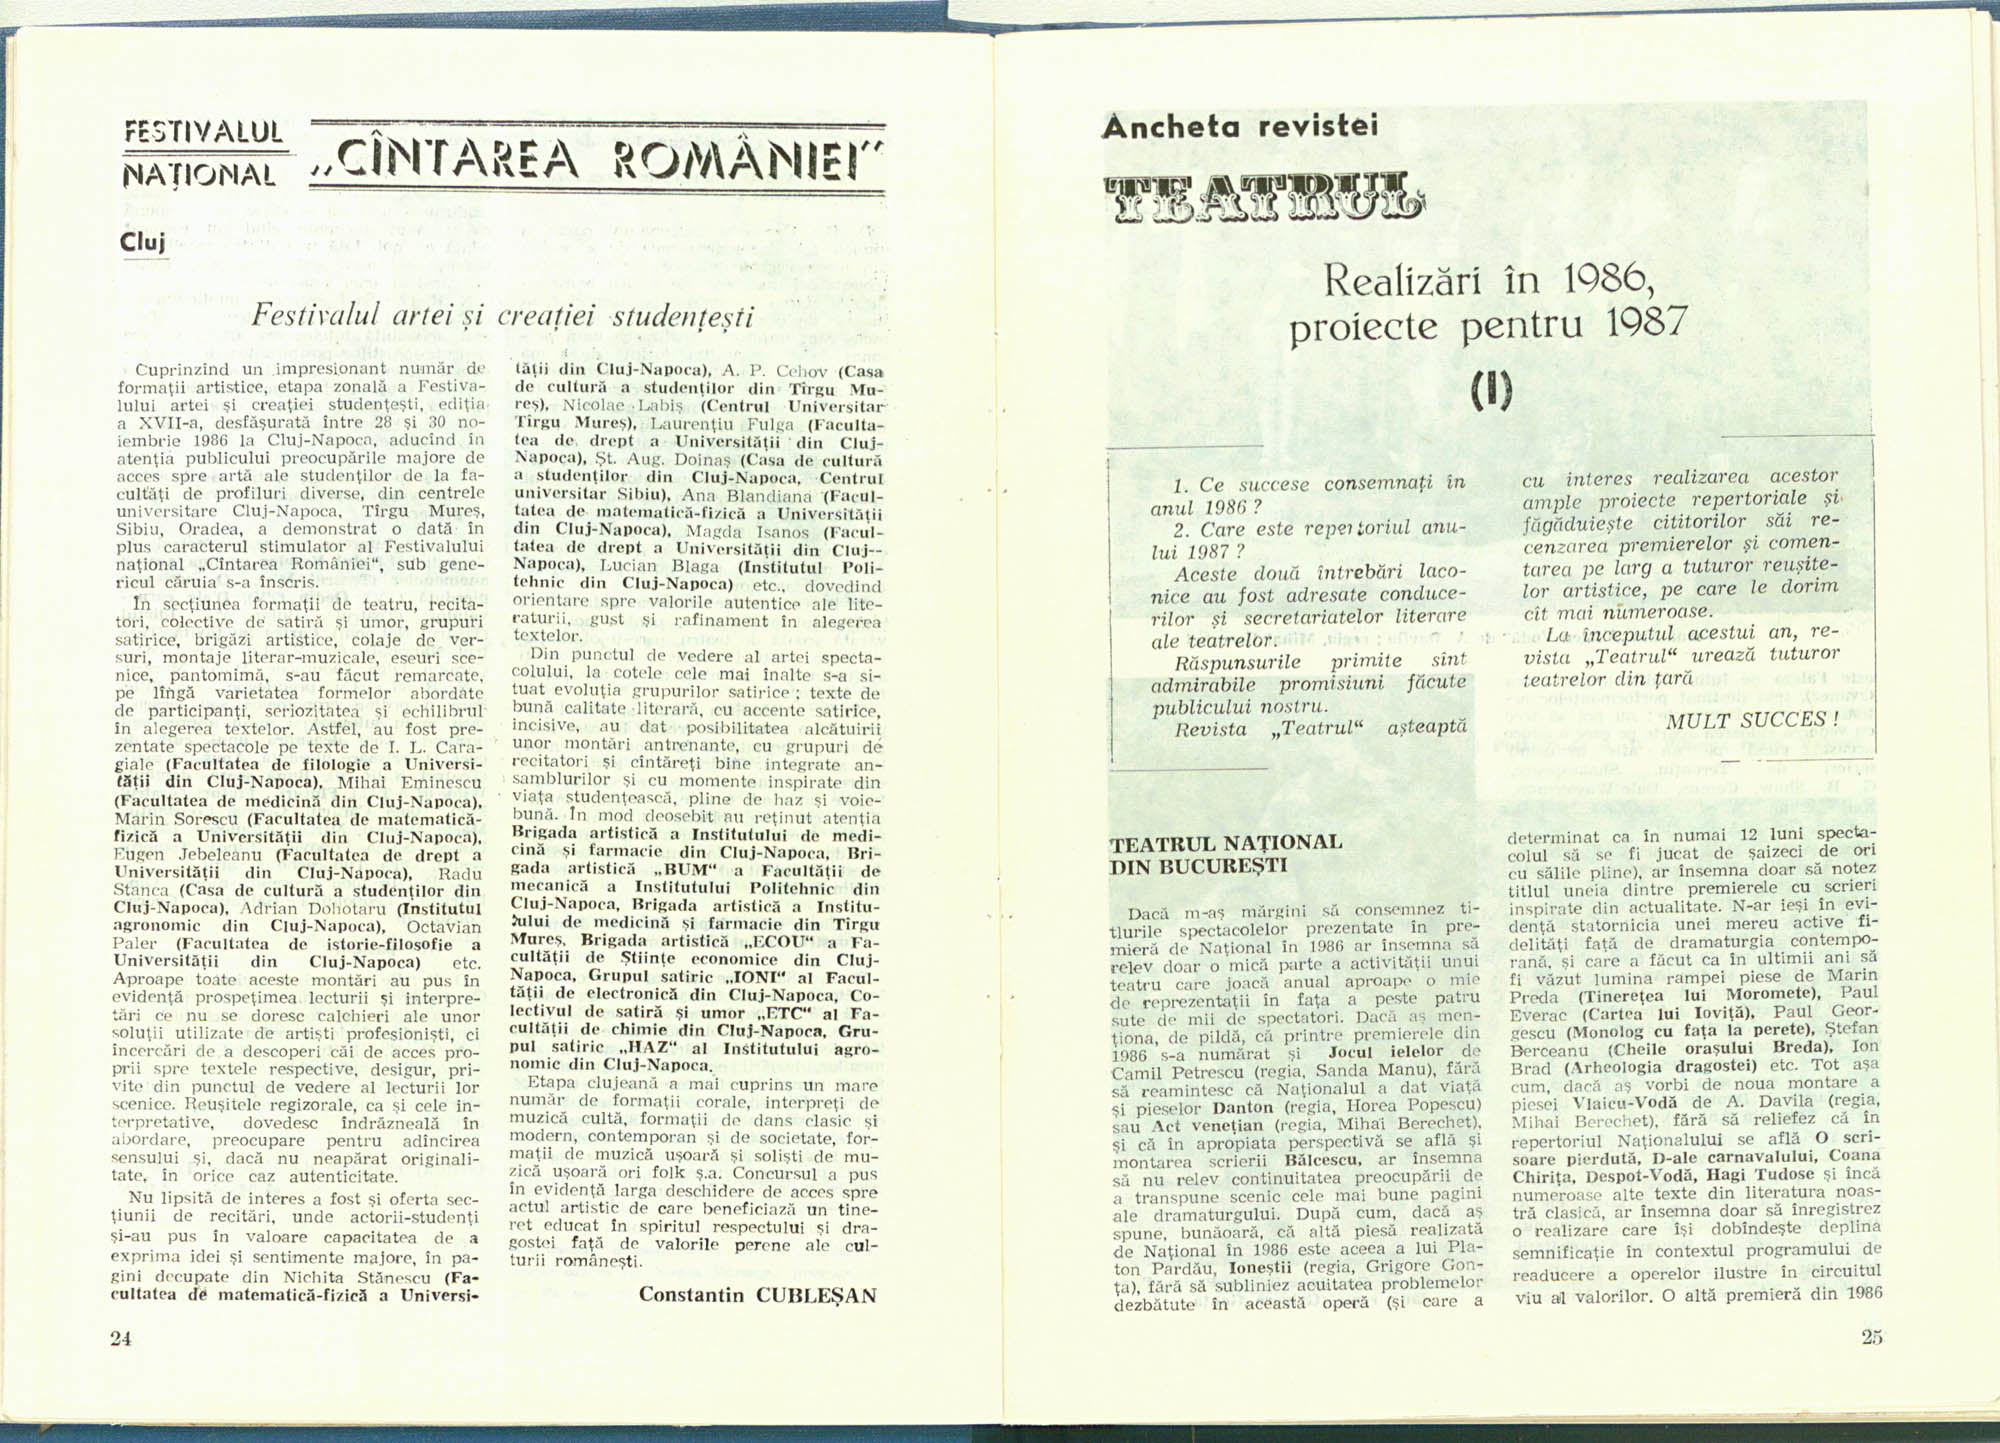 FESTIVALUL
NAȚIONAL
„CÎNTAREA ROMÂNIEI”
Cluj
Festivalul artei și creației studențești
Cuprinzînd un impresionant număr de
formații artistice, etapa zonală a Festiva-
lului artei și creației studențești, ediția
a XVII-a, desfășurată între 28 și 30 no-
iembrie 1986 la Cluj-Napoca, aducînd în
atenția publicului preocupările majore de
acces spre artă ale studenților de la fa-
cultăți de profiluri diverse, din centrele
universitare Cluj-Napoca, Tîrgu Mureș,
Sibiu, Oradea, a demonstrat o dată în
plus caracterul stimulator al Festivalului
național „Cîntarea României“, sub gene-
ricul căruia s-a înscris.
În secțiunea formații de teatru, recita-
tori, colective de satiră și umor, grupuri
satirice, brigăzi artistice, colaje de ver-
suri, montaje literar-muzicale, eseuri sce-
nice, pantomimă, s-au făcut remarcate,
pe lîngă varietatea formelor abordate
de participanți, seriozitatea și echilibrul
în alegerea textelor. Astfel, au fost pre-
zentate spectacole pe texte de I. L. Cara-
giale (Facultatea de filologie a Universi-
tății din Cluj-Napoca), Mihai Eminescu
(Facultatea de medicină din Cluj-Napoca),
Marin Sorescu (Facultatea de matematică-
fizică a Universității din Cluj-Napoca),
Eugen Jebeleanu (Facultatea de drept a
Universității din Cluj-Napoca), Radu
Stanca (Casa de cultură a studenților din
Cluj-Napoca), Adrian Dohotaru (Institutul
agronomic din Cluj-Napoca), Octavian
Paler (Facultatea de istorie-filosofie a
Universității din Cluj-Napoca) etc.
Aproape toate aceste montări au pus în
evidență prospețimea lecturii și interpre-
tări ce nu se doresc calchieri ale unor
soluții utilizate de artiști profesioniști, ci
încercări de a descoperi căi de acces pro-
prii spre textele respective, desigur, pri-
vite din punctul de vedere al lecturii lor
scenice. Reușitele regizorale, ca și cele in-
terpretative, dovedesc îndrăzneală în
abordare, preocupare pentru adîncirea
sensului și, dacă nu neapărat originali-
tate, în orice caz autenticitate.
Nu lipsită de interes a fost și oferta sec-
țiunii de recitări, unde actorii-studenți
și-au pus în valoare capacitatea de a
exprima idei și sentimente majore, în pa-
gini decupate din Nichita Stănescu (Fa-
cultatea de matematică-fizică a Universi-
tății din Cluj-Napoca), A. P. Cehov (Casa
de cultură a studenților din Tîrgu Mu-
reș), Nicolae Labiș (Centrul Universitar
Tîrgu Mureș), Laurențiu Fulga (Faculta-
tea de drept a Universității din Cluj-
Napoca), Șt. Aug. Doinaș (Casa de cultură
a studenților din Cluj-Napoca, Centrul
universitar Sibiu), Ana Blandiana (Facul-
tatea de matematică-fizică a Universității
din Cluj-Napoca), Magda Isanos (Facul-
tatea de drept a Universității din Cluj--
Napoca), Lucian Blaga (Institutul Poli-
tehnic din Cluj-Napoca) etc., dovedind
orientare spre valorile autentice ale lite-
raturii, gust și rafinament în alegerea
textelor.
Din punctul de vedere al artei specta-
colului, la cotele cele mai înalte s-a si-
tuat evoluția grupurilor satirice ; texte de
bună calitate literară, cu accente satirice,
incisive, au dat posibilitatea alcătuirii
unor montări antrenante, cu grupuri de
recitatori și cîntăreți bine integrate an-
samblurilor și cu momente inspirate din
viața studențească, pline de haz și voie-
bună. În mod deosebit au reținut atenția
Brigada artistică a Institutului de medi-
cină și farmacie din Cluj-Napoca, Bri-
gada artistică „BUM“ a Facultății de
mecanică a Institutului Politehnic din
Cluj-Napoca, Brigada artistică a Institu-
tului de medicină și farmacie din Tîrgu
Mureș, Brigada artistică „ECOU“ a Fa-
cultății de Științe economice din Cluj-
Napoca, Grupul satiric „IONI“ al Facul-
tății de electronică din Cluj-Napoca, Co-
lectivul de satiră și umor „ETC“ al Fa-
cultății de chimie din Cluj-Napoca, Gru-
pul satiric „HAZ“ al Institutului agro-
nomic din Cluj-Napoca.
Etapa clujeană a mai cuprins un mare
număr de formații corale, interpreți de
muzică cultă, formații de dans clasic și
modern, contemporan și de societate, for-
mații de muzică ușoară și soliști de mu-
zică ușoară ori folk ș.a. Concursul a pus
în evidență larga deschidere de acces spre
actul artistic de care beneficiază un tine-
ret educat în spiritul respectului și dra-
gostei față de valorile perene ale cul-
turii românești.
Constantin CUBLEȘAN
24
Ancheta revistei
TEATRUL
Realizări în 1986,
proiecte pentru 1987
(I)
1. Ce succese consemnați în
anul 1986 ?
2. Care este repertoriul anu-
lui 1987 ?
Aceste două întrebări laco-
nice au fost adresate conduce-
rilor și secretariatelor literare
ale teatrelor.
Răspunsurile primite sînt
admirabile promisiuni făcute
publicului nostru.
Revista „Teatrul“ așteaptă
cu interes realizarea acestor
ample proiecte repertoriale și
făgăduiește cititorilor săi re-
cenzarea premierelor și comen-
tarea pe larg a tuturor reușite-
lor artistice, pe care le dorim
cît mai numeroase.
La începutul acestui an, re-
vista „Teatrul“ urează tuturor
teatrelor din țară
MULT SUCCES !
TEATRUL NAȚIONAL
DIN BUCUREȘTI
Dacă m-aș mărgini să consemnez ti-
tlurile spectacolelor prezentate în pre-
mieră de Național în 1986 ar însemna să
relev doar o mică parte a activității unui
teatru care joacă anual aproape o mie
de reprezentații în fața a peste patru
sute de mii de spectatori. Dacă aș men-
ționa, de pildă, că printre premierele din
1986 s-a numărat și Jocul ielelor de
Camil Petrescu (regia, Sanda Manu), fără
să reamintesc că Naționalul a dat viață
și pieselor Danton (regia, Horea Popescu)
sau Act venețian (regia, Mihai Berechet),
și că în apropiata perspectivă se află și
montarea scrierii Bălcescu, ar însemna
să nu relev continuitatea preocupării de
a transpune scenic cele mai bune pagini
ale dramaturgului. După cum, dacă aș
spune, bunăoară, că altă piesă realizată
de Național în 1986 este aceea a lui Pla-
ton Pardău, Ioneștii (regia, Grigore Gon-
ța), fără să subliniez acuitatea problemelor
dezbătute în această operă (și care a
determinat ca în numai 12 luni specta-
colul să se fi jucat de șaizeci de ori
cu sălile pline), ar însemna doar să notez
titlul uneia dintre premierele cu scrieri
inspirate din actualitate. N-ar ieși în evi-
dență statornicia unei mereu active fi-
delități față de dramaturgia contempo-
rană, și care a făcut ca în ultimii ani să
fi văzut lumina rampei piese de Marin
Preda (Tinerețea lui Moromete), Paul
Everac (Cartea lui Ioviță), Paul Geor-
gescu (Monolog cu fața la perete), Ștefan
Berceanu (Cheile orașului Breda), Ion
Brad (Arheologia dragostei) etc. Tot așa
cum, dacă aș vorbi de noua montare a
piesei Vlaicu-Vodă de A. Davila (regia,
Mihai Berechet), fără să reliefez că în
repertoriul Naționalului se află O scri-
soare pierdută, D-ale carnavalului, Coana
Chirița, Despot-Vodă, Hagi Tudose și încă
numeroase alte texte din literatura noas-
tră clasică, ar însemna doar să înregistrez
o realizare care își dobîndește deplina
semnificație în contextul programului de
readucere a operelor ilustre în circuitul
viu al valorilor. O altă premieră din 1986
25